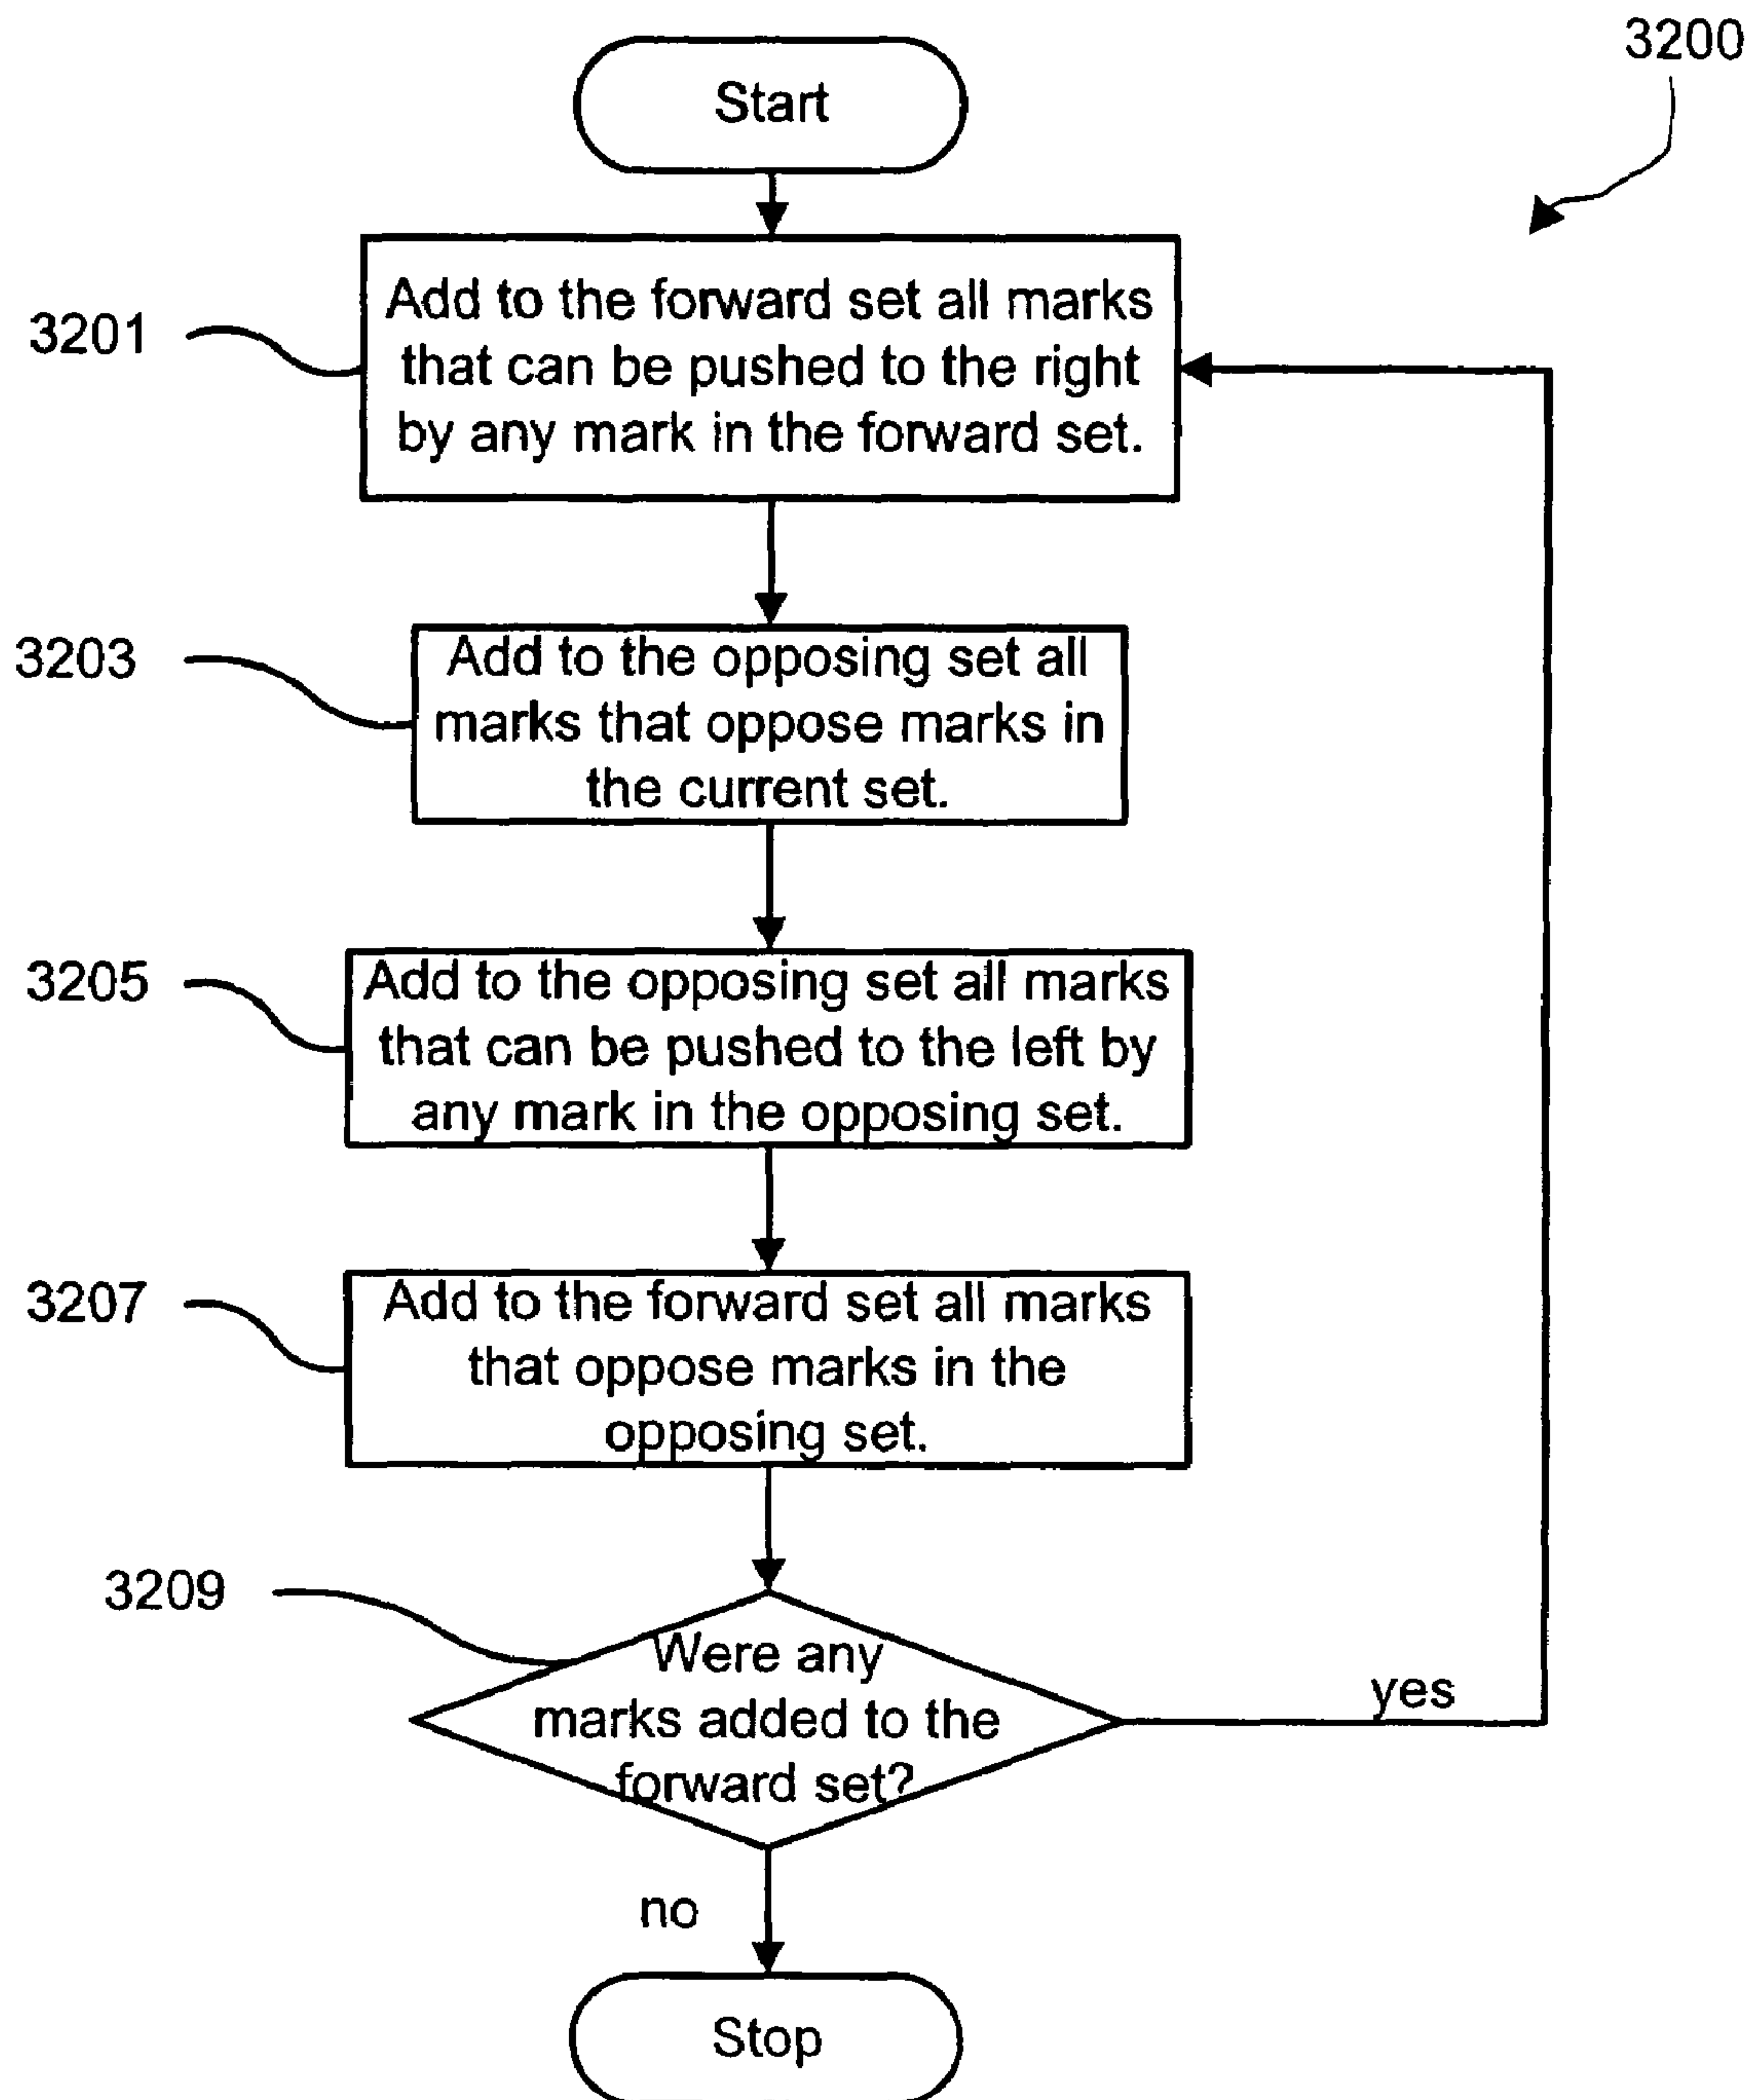 3200
Start
3201
Add to the forward set all marks
that can be pushed to the right
by any mark in the forward set.
3203
Add to the opposing set all
marks that oppose marks in
the current set.
3205
Add to the opposing set all marks
that can be pushed to the left by
any mark in the opposing set.
3207
Add to the forward set all marks
that oppose marks in the
opposing set.
3209
Were any
marks added to the
forward set?
yes
no
Stop